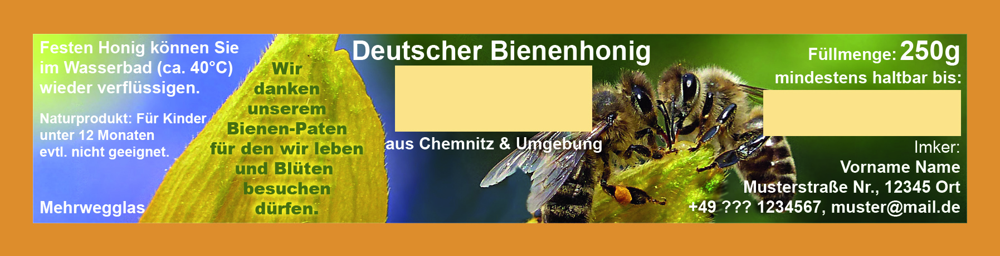 Festen Honig können Sie
im Wasserbad (ca. 40°C)
wieder verflüssigen.
Naturprodukt: Für Kinder
unter 12 Monaten
evtl. nicht geeignet.
Mehrwegglas
Wir
danken
unserem
Bienen-Paten
für den wir leben
und Blüten
besuchen
dürfen.
Deutscher Bienenhonig
aus Chemnitz & Umgebung
Füllmenge: 250g
mindestens haltbar bis:
Imker:
Vorname Name
Musterstraße Nr., 12345 Ort
+49 ??? 1234567, muster@mail.de